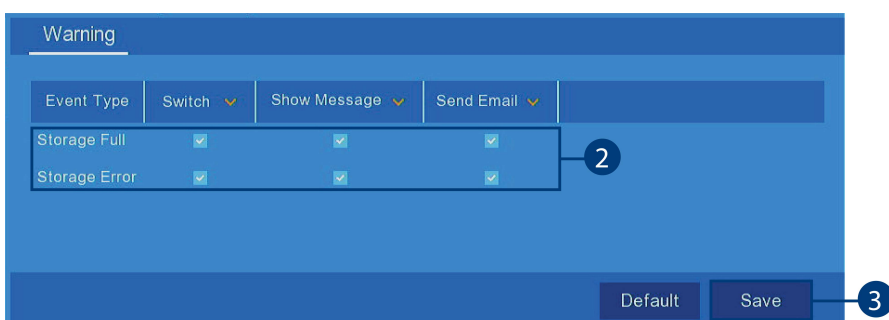 Warning
Event Type Switch Show Message Send Email
Storage Full
2
Storage Error
Default Save 3